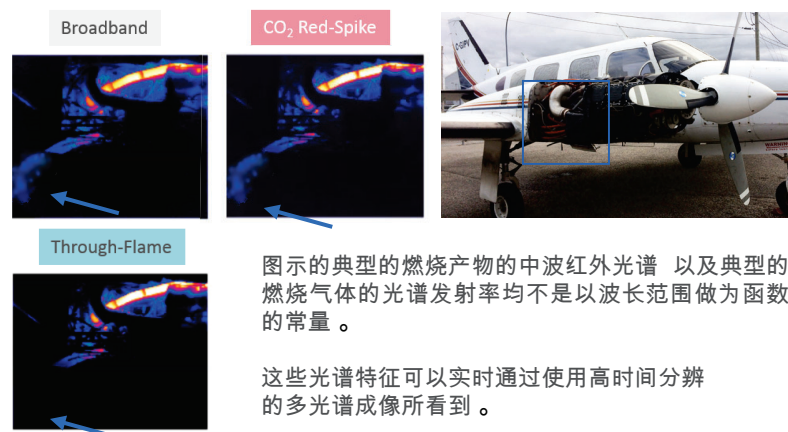 Broadband
CO₂ Red-Spike
C-GIPV
WARNING
Through-Flame
图示的典型的燃烧产物的中波红外光谱 以及典型的
燃烧气体的光谱发射率均不是以波长范围做为函数
的常量 。
这些光谱特征可以实时通过使用高时间分辨
的多光谱成像所看到 。